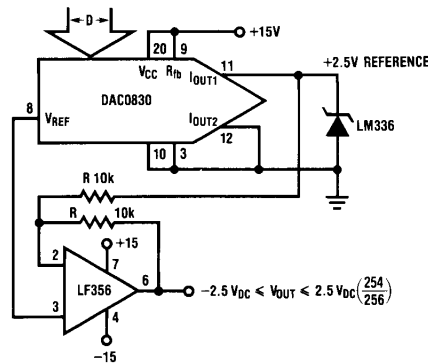 D
+15V
20 9
VCC Rfb IOUT1 11
+2.5V REFERENCE
8 VREF DAC0830
LM336
IOUT2 12
10 3
R 10k
R 10k
2 +15
7
LF356 6 −2.5 VDC ≤ VOUT ≤ 2.5 VDC(254/256)
3
4
−15